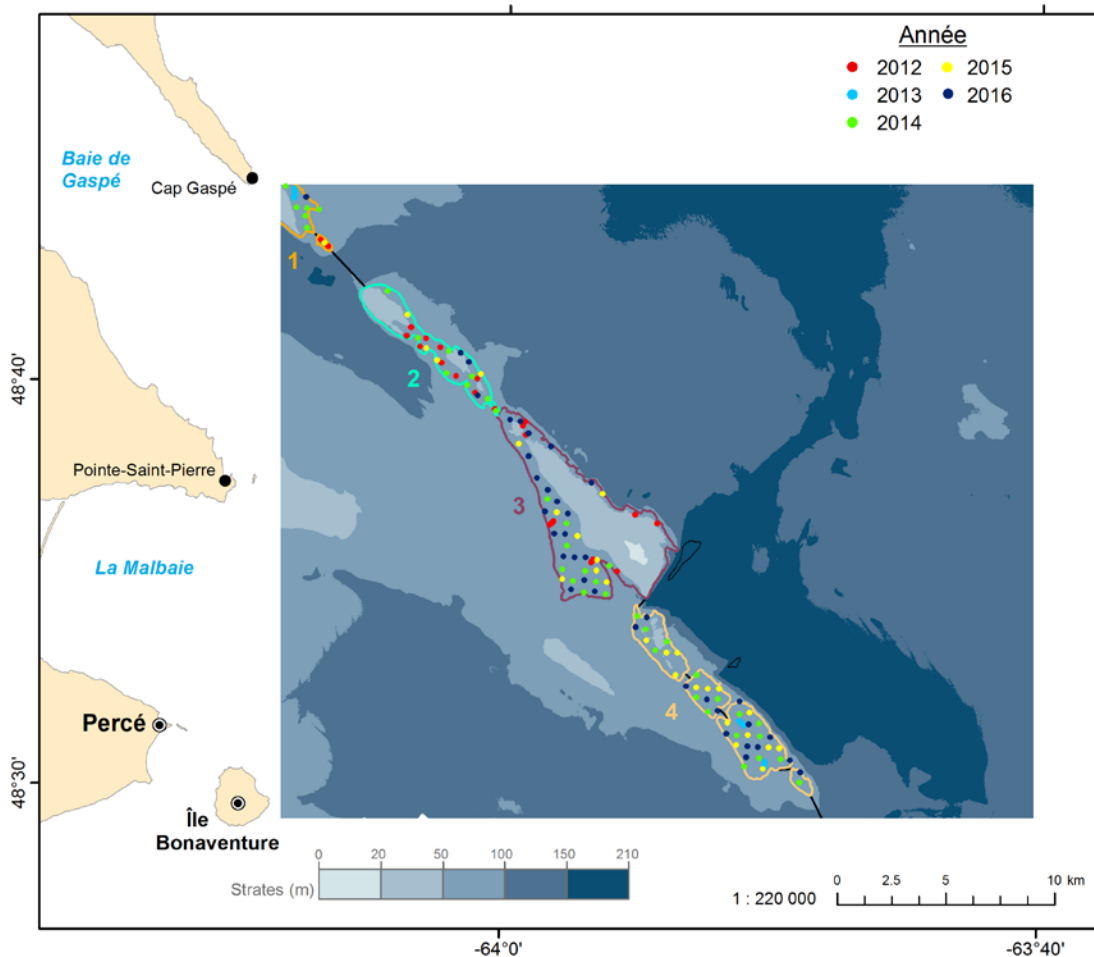 Année
2012
2015
2013
2016
2014
Baie de
Gaspé
Cap Gaspé
1
2
48°40'
Pointe-Saint-Pierre
3
La Malbaie
4
Percé
48°30'
Île
Bonaventure
0 20 50 100 150 210
Strates (m)
1 : 220 000
0 2.5 5 10 km
-64°0' -63°40'